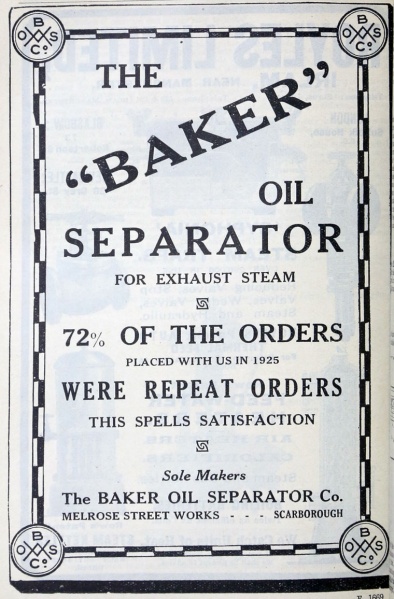 THE
"BAKER"
OIL
SEPARATOR
FOR EXHAUST STEAM
72% OF THE ORDERS
PLACED WITH US IN 1925
WERE REPEAT ORDERS
THIS SPELLS SATISFACTION
Sole Makers
The BAKER OIL SEPARATOR Co.
MELROSE STREET WORKS - - - SCARBOROUGH